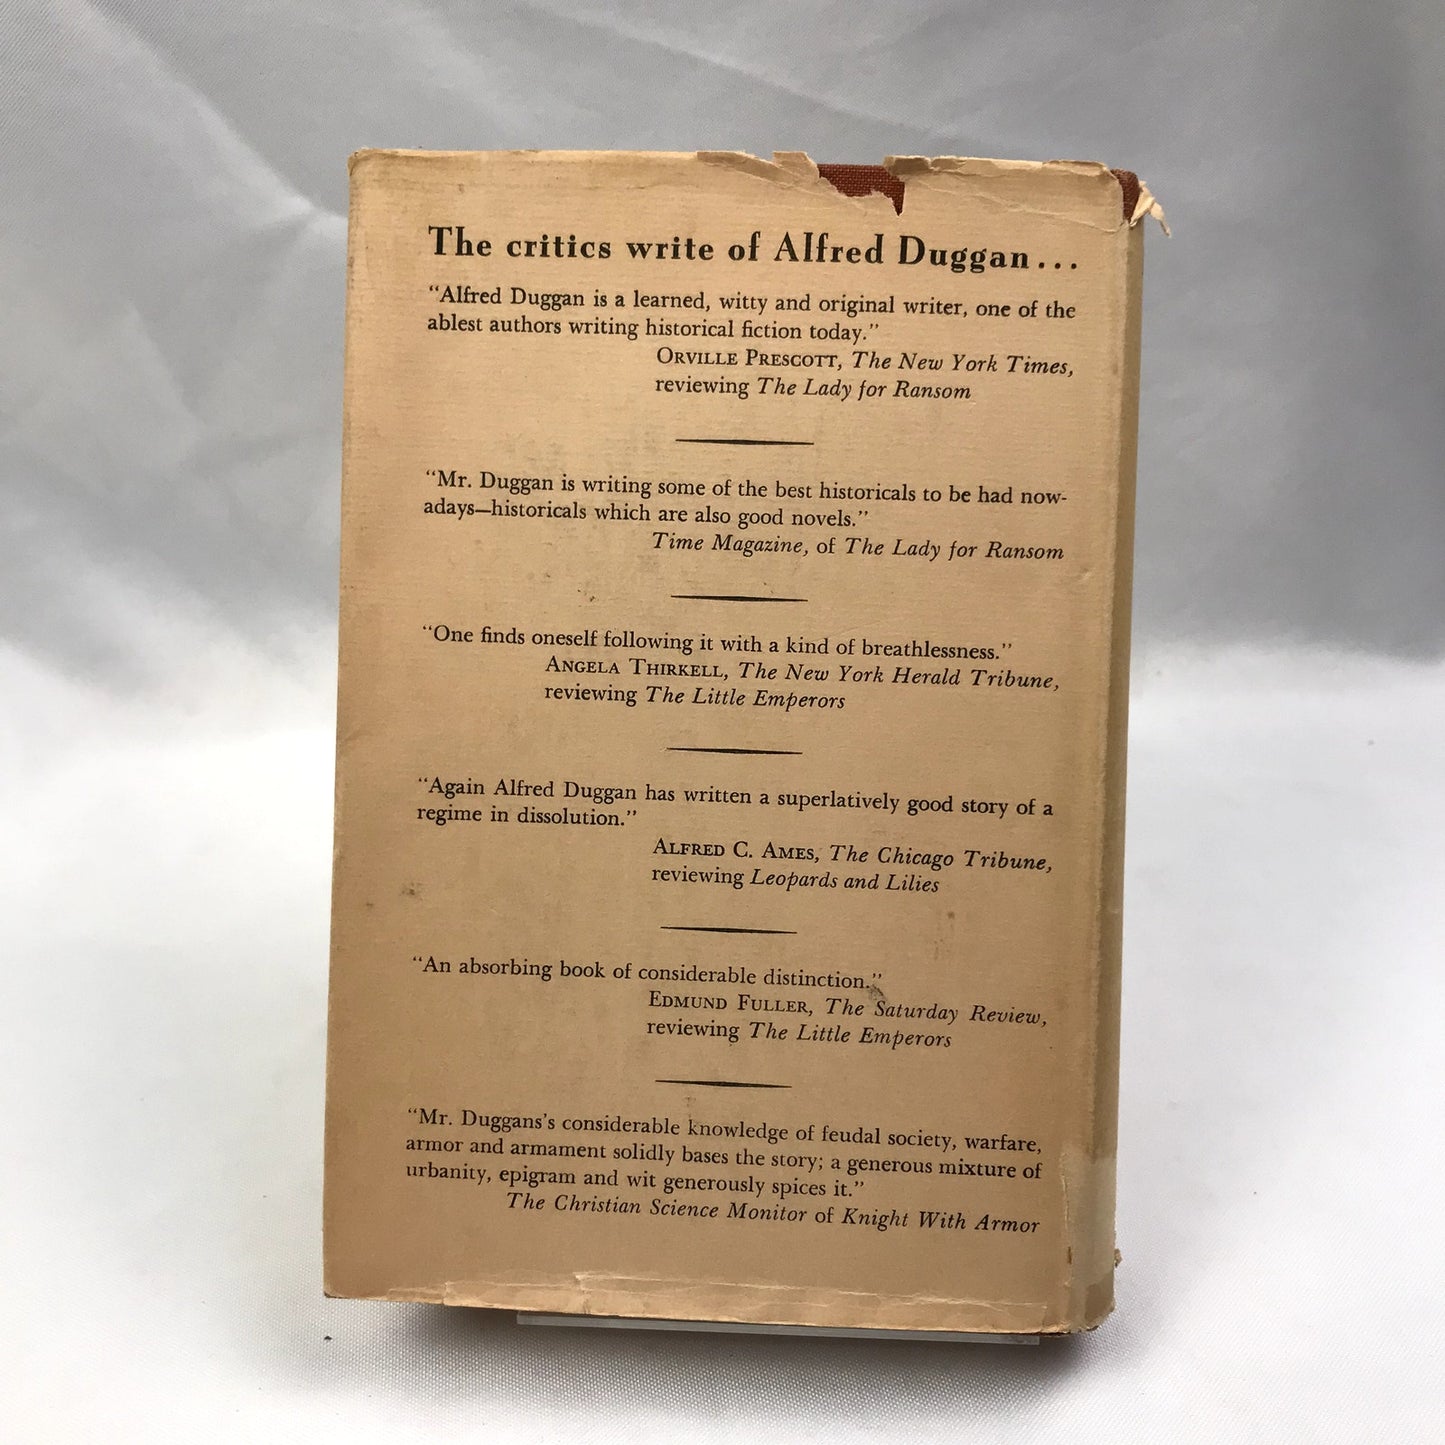 The critics write of Alfred Duggan...
"Alfred Duggan is a learned, witty and original writer, one of the
ablest authors writing historical fiction today."
ORVILLE PRESCOTT, The New York Times,
reviewing The Lady for Ransom
"Mr. Duggan is writing some of the best historicals to be had now-
adays—historicals which are also good novels."
Time Magazine, of The Lady for Ransom
"One finds oneself following it with a kind of breathlessness."
ANGELA THIRKELL, The New York Herald Tribune,
reviewing The Little Emperors
"Again Alfred Duggan has written a superlatively good story of a
regime in dissolution."
ALFRED C. AMES, The Chicago Tribune,
reviewing Leopards and Lilies
"An absorbing book of considerable distinction."
EDMUND FULLER, The Saturday Review,
reviewing The Little Emperors
"Mr. Duggans's considerable knowledge of feudal society, warfare,
armor and armament solidly bases the story; a generous mixture of
urbanity, epigram and wit generously spices it."
The Christian Science Monitor of Knight With Armor